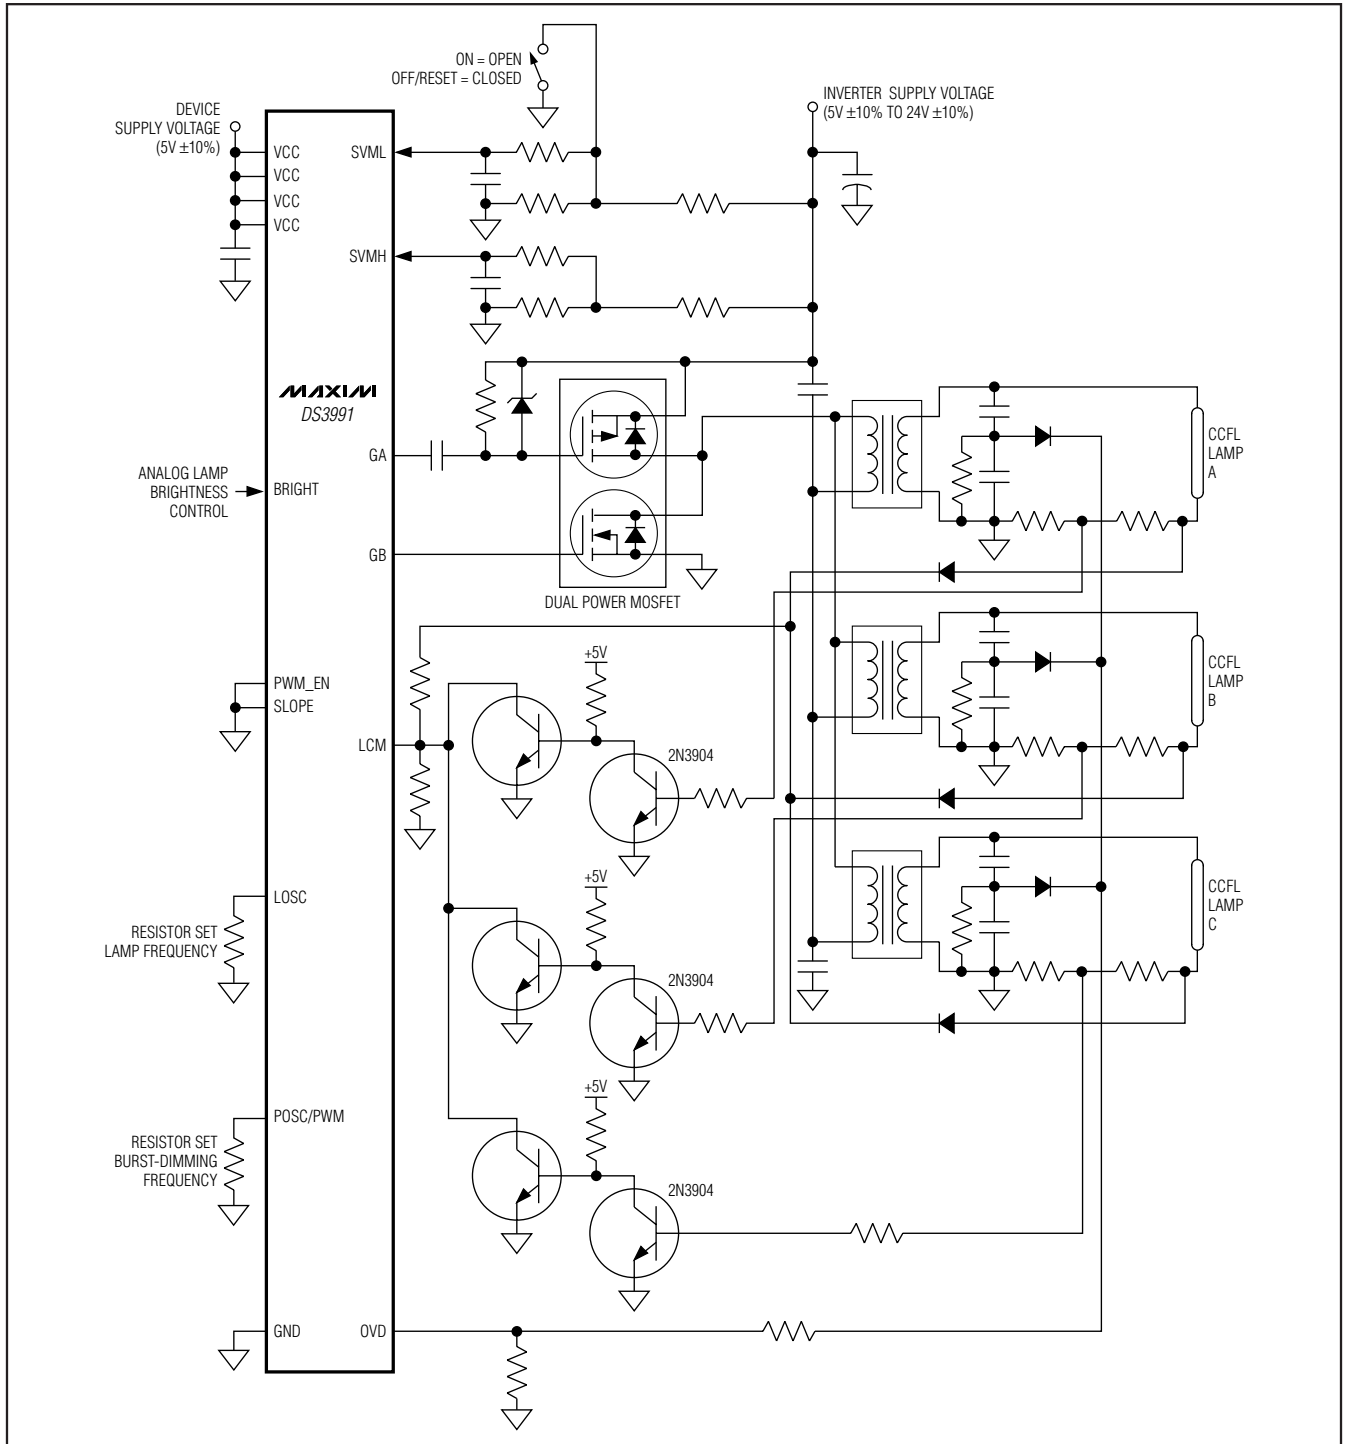 ON = OPEN
OFF/RESET = CLOSED
DEVICE
SUPPLY VOLTAGE
(5V ±10%)
INVERTER SUPPLY VOLTAGE
(5V ±10% TO 24V ±10%)
VCC
SVML
VCC
VCC
VCC
SVMH
MAXIM
DS3991
GA
CCFL
LAMP
A
ANALOG LAMP
BRIGHTNESS
CONTROL
BRIGHT
GB
DUAL POWER MOSFET
+5V
PWM_EN
SLOPE
CCFL
LAMP
B
LCM
2N3904
+5V
LOSC
CCFL
LAMP
C
RESISTOR SET
LAMP FREQUENCY
2N3904
+5V
POSC/PWM
RESISTOR SET
BURST-DIMMING
FREQUENCY
2N3904
GND
OVD